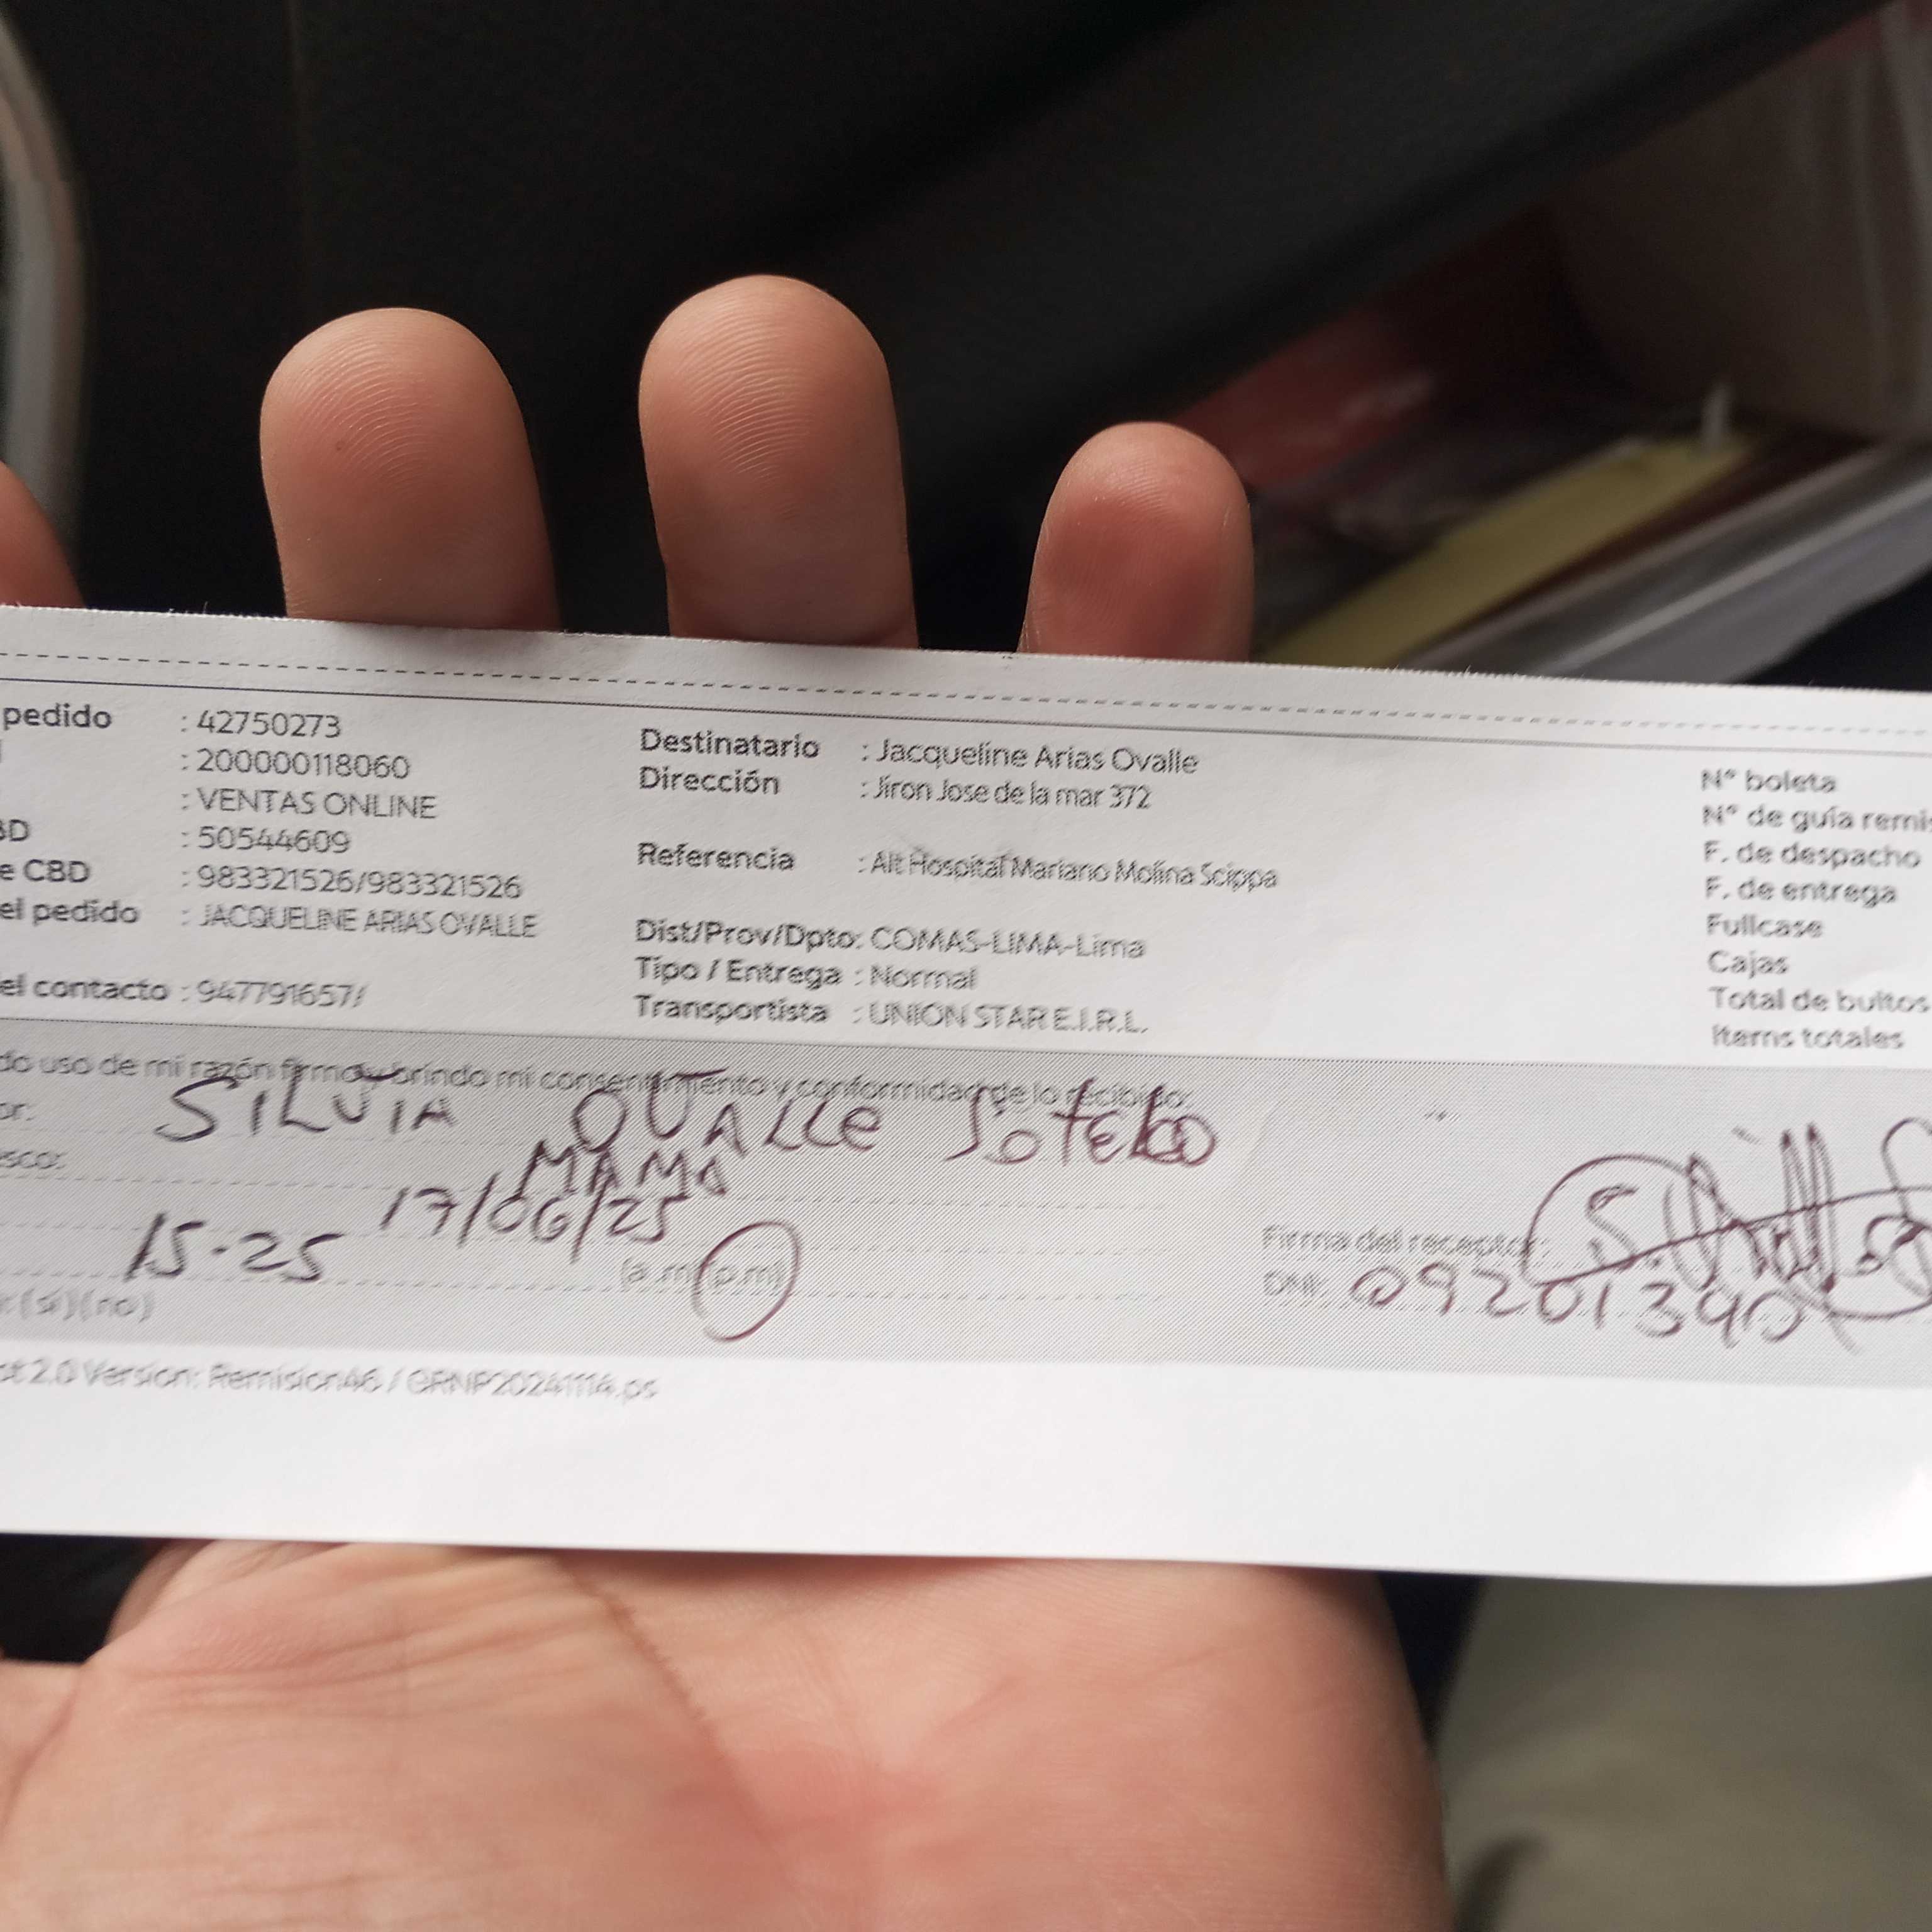 pedido : 42750273
: 200000118060
: VENTAS ONLINE
BD : 50544609
e CBD : 983321526/983321526
el pedido : JACQUELINE ARIAS OVALLE
el contacto : 947791657/
Destinatario : Jacqueline Arias Ovalle
Dirección : Jiron Jose de la mar 372
Referencia : Alt Hospital Mariano Molina Scippa
Dist/Prov/Dpto: COMAS-LIMA-Lima
Tipo / Entrega : Normal
Transportista : UNION STAR E.I.R.L.
N° boleta
N° de guía remis
F. de despacho
F. de entrega
Fullcase
Cajas
Total de bultos
Items totales
do uso de mi razón firmo y brindo mi consentimiento y conformidad de lo recibido:
or: SILVIA OVALLe Sotelo
sco: MAMA
17/06/25
15.25 (a.m) (p.m)
: (si) (no)
Firma del receptor:
DNI: 09201390
2.0 Version: Remision46 / GRNP20241114.ps